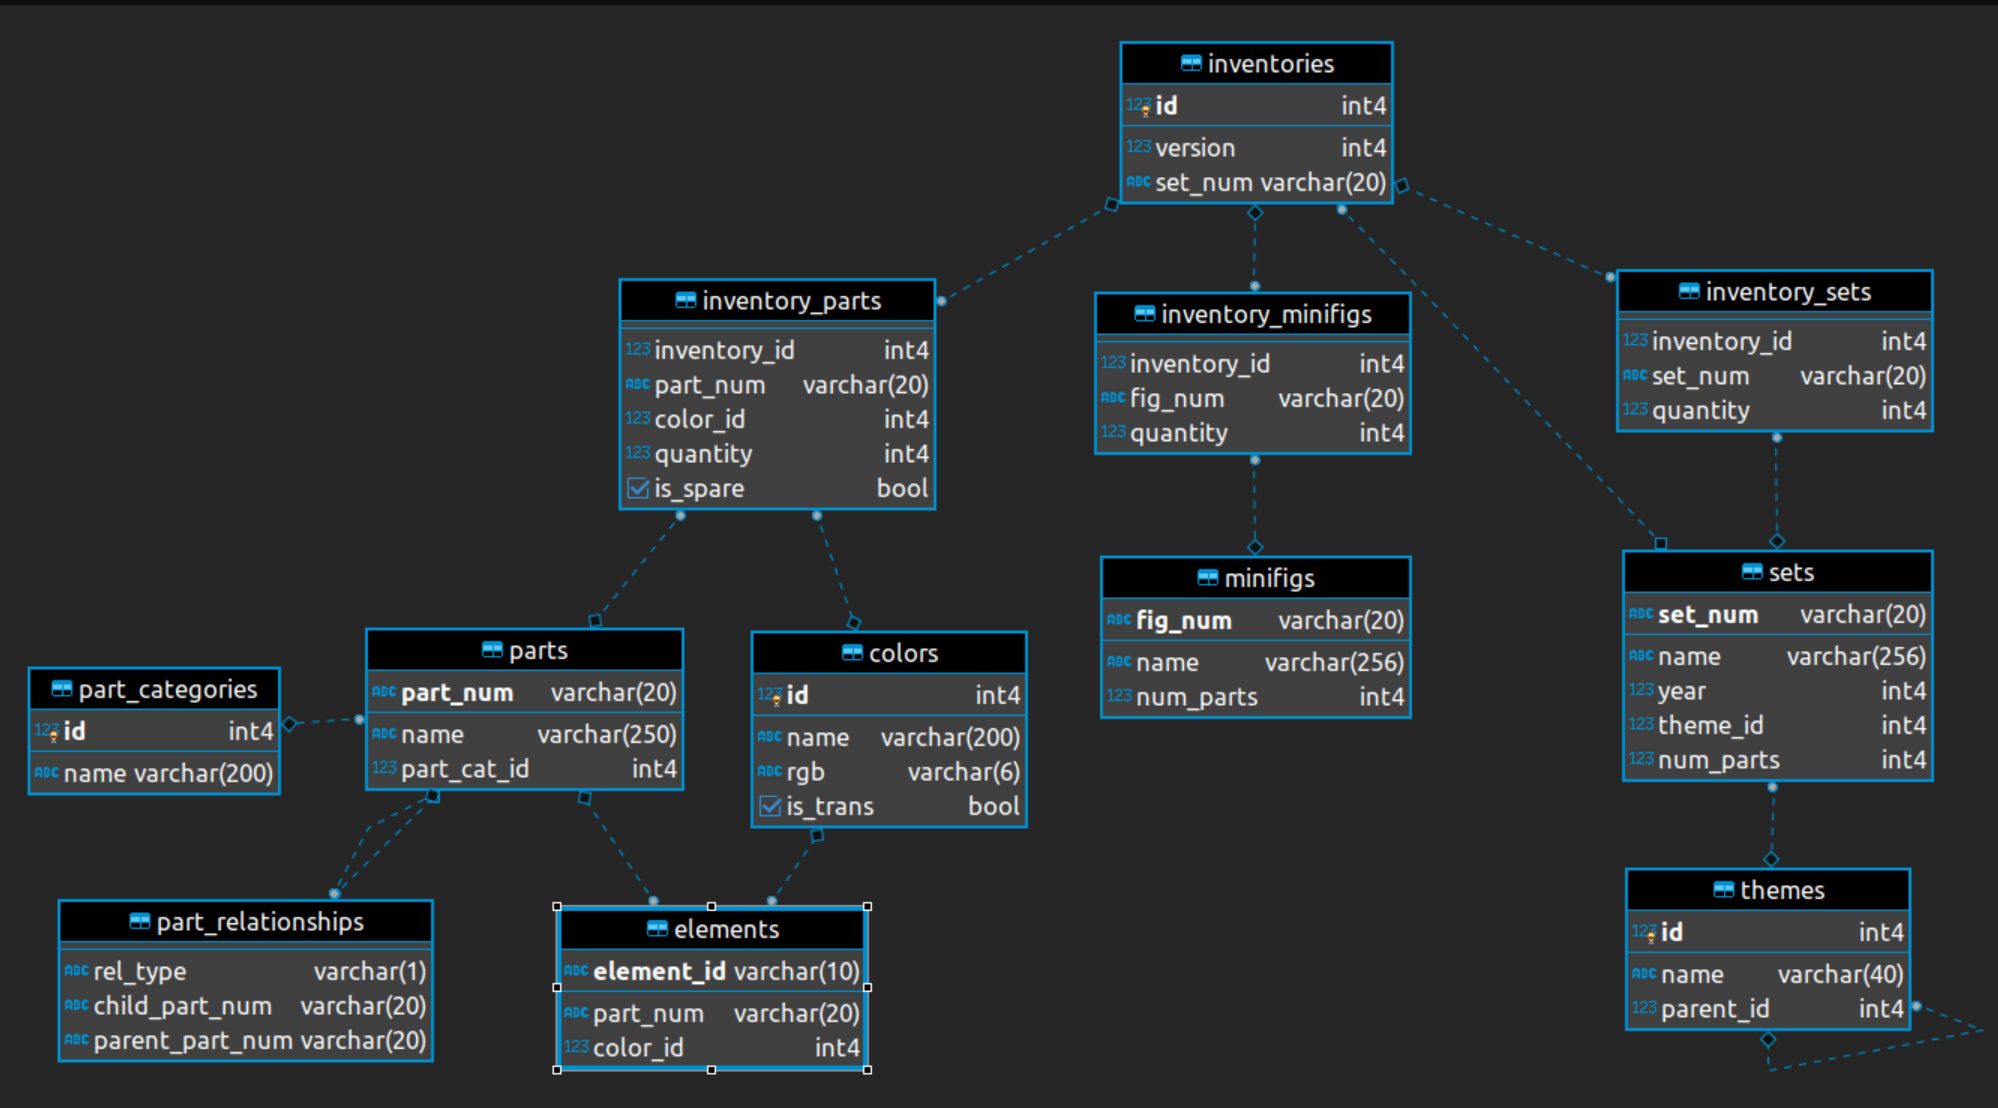 inventories
123 id int4
123 version int4
ABC set_num varchar(20)
inventory_parts
123 inventory_id int4
ABC part_num varchar(20)
123 color_id int4
123 quantity int4
is_spare bool
inventory_minifigs
123 inventory_id int4
ABC fig_num varchar(20)
123 quantity int4
inventory_sets
123 inventory_id int4
ABC set_num varchar(20)
123 quantity int4
part_categories
123 id int4
ABC name varchar(200)
parts
ABC part_num varchar(20)
ABC name varchar(250)
123 part_cat_id int4
colors
123 id int4
ABC name varchar(200)
ABC rgb varchar(6)
is_trans bool
minifigs
ABC fig_num varchar(20)
ABC name varchar(256)
123 num_parts int4
sets
ABC set_num varchar(20)
ABC name varchar(256)
123 year int4
123 theme_id int4
123 num_parts int4
part_relationships
ABC rel_type varchar(1)
ABC child_part_num varchar(20)
ABC parent_part_num varchar(20)
elements
ABC element_id varchar(10)
ABC part_num varchar(20)
123 color_id int4
themes
123 id int4
ABC name varchar(40)
123 parent_id int4